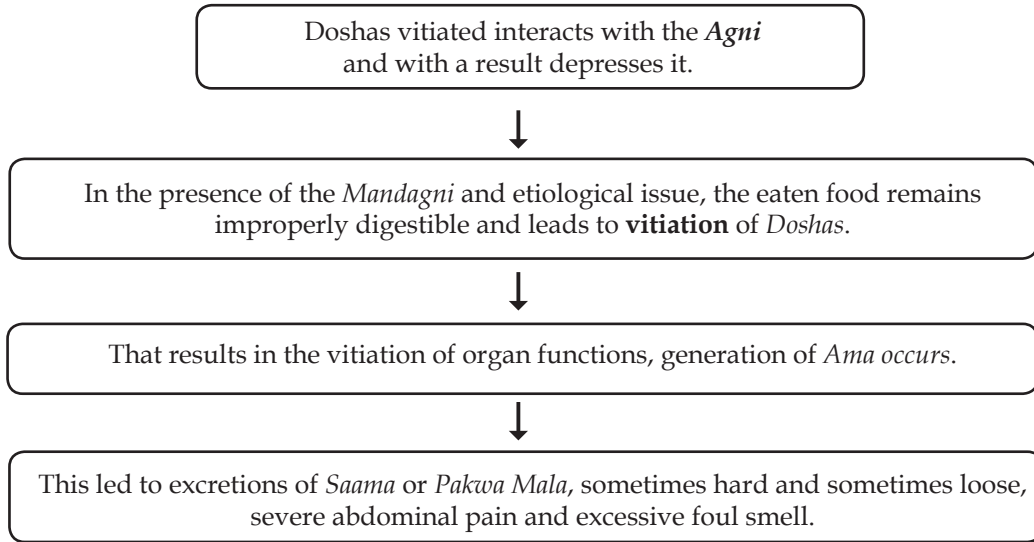 Doshas vitiated interacts with the Agni
and with a result depresses it.
In the presence of the Mandagni and etiological issue, the eaten food remains
improperly digestible and leads to vitiation of Doshas.
That results in the vitiation of organ functions, generation of Ama occurs.
This led to excretions of Saama or Pakwa Mala, sometimes hard and sometimes loose,
severe abdominal pain and excessive foul smell.